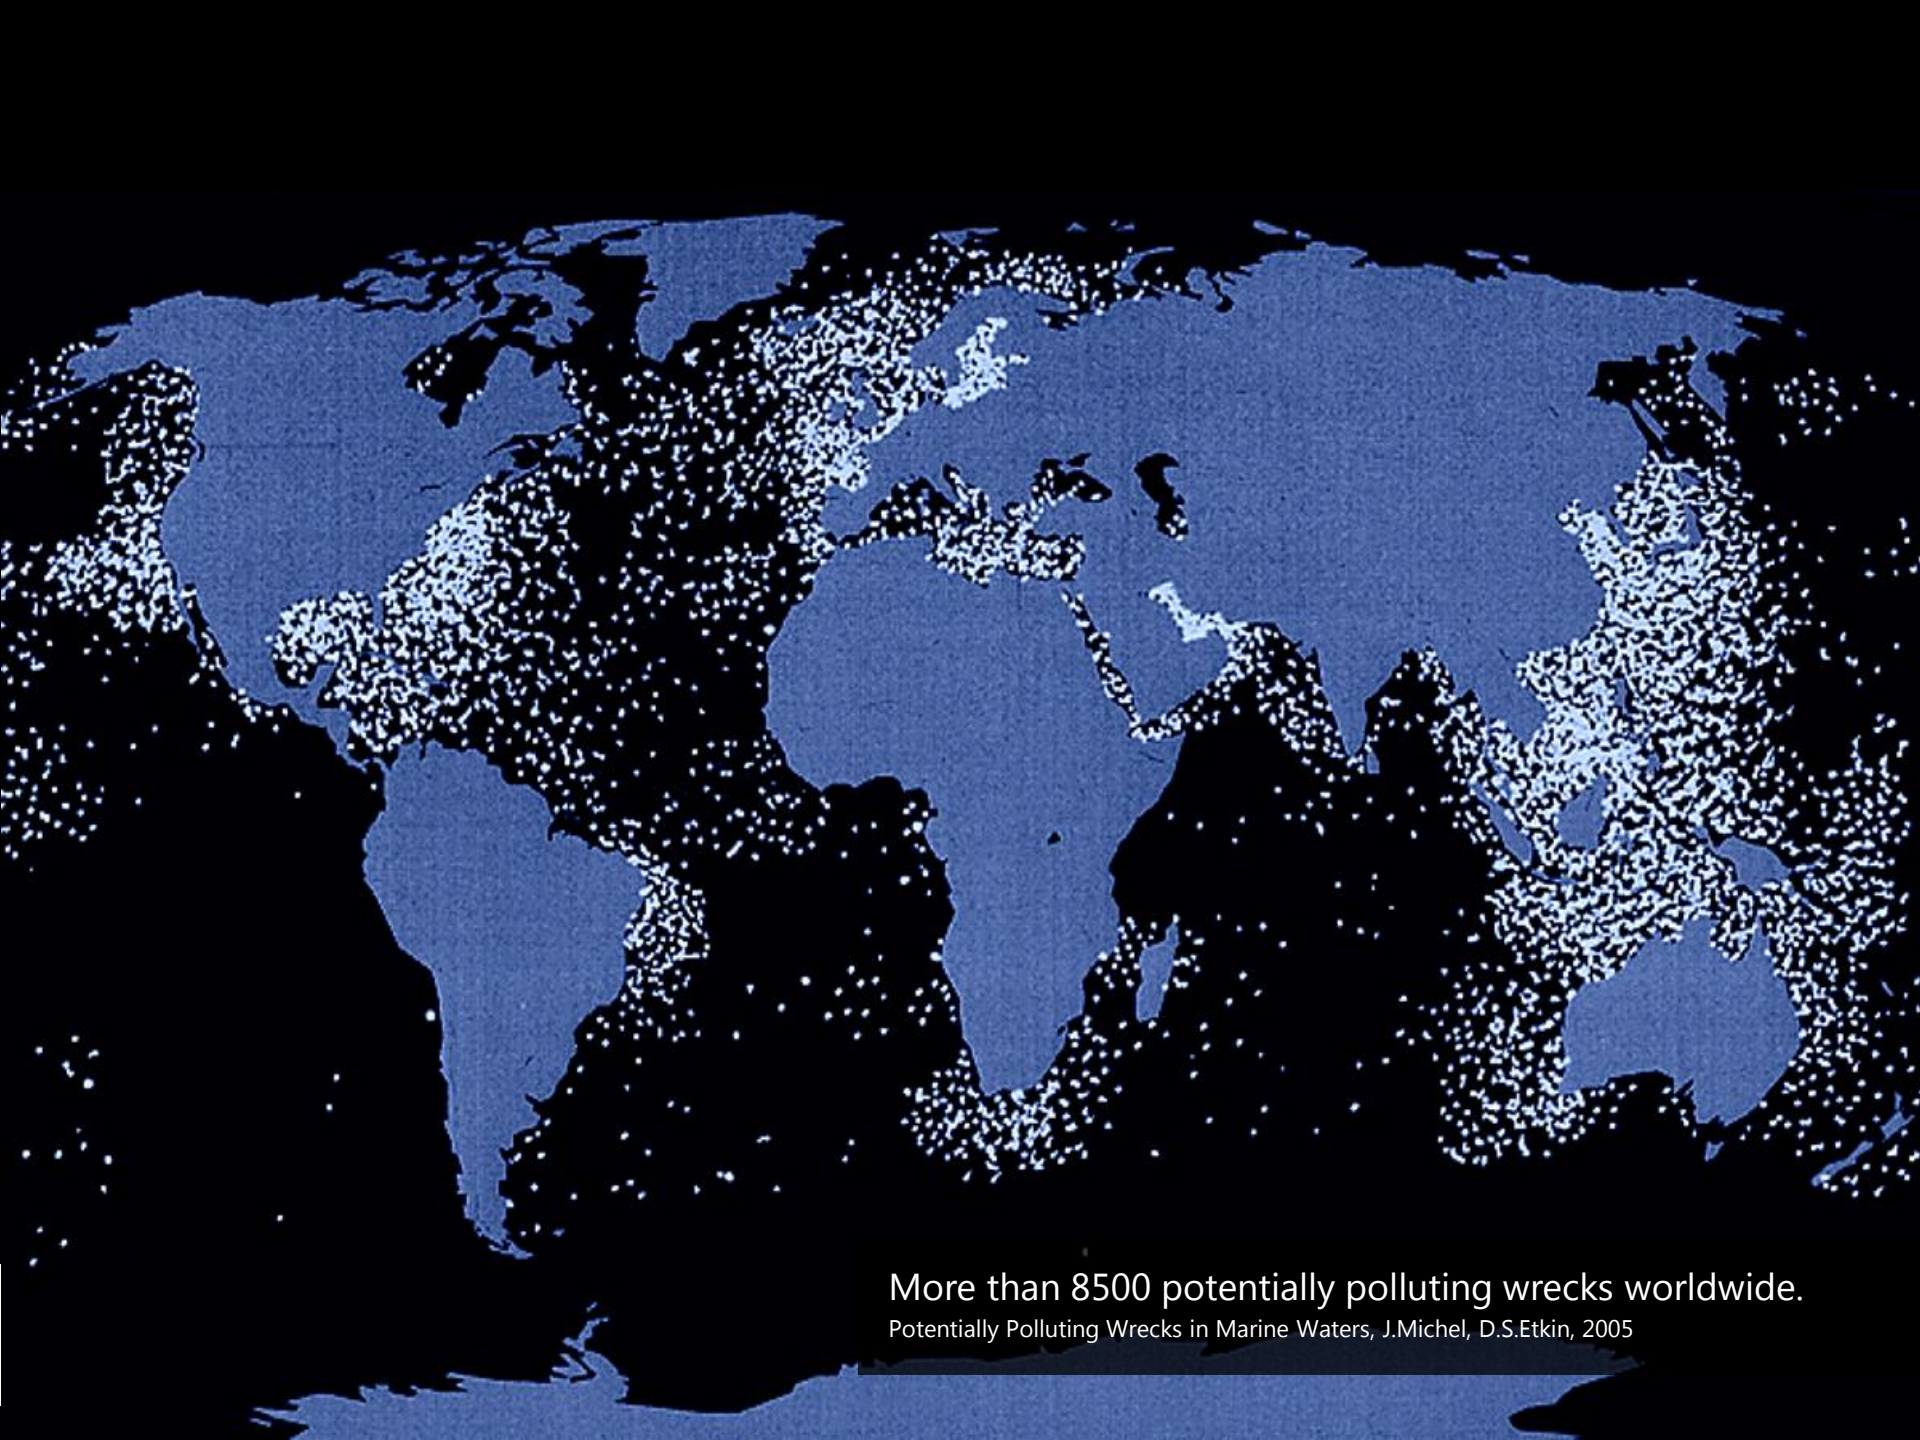 More than 8500 potentially polluting wrecks worldwide.
Potentially Polluting Wrecks in Marine Waters, J.Michel, D.S.Etkin, 2005